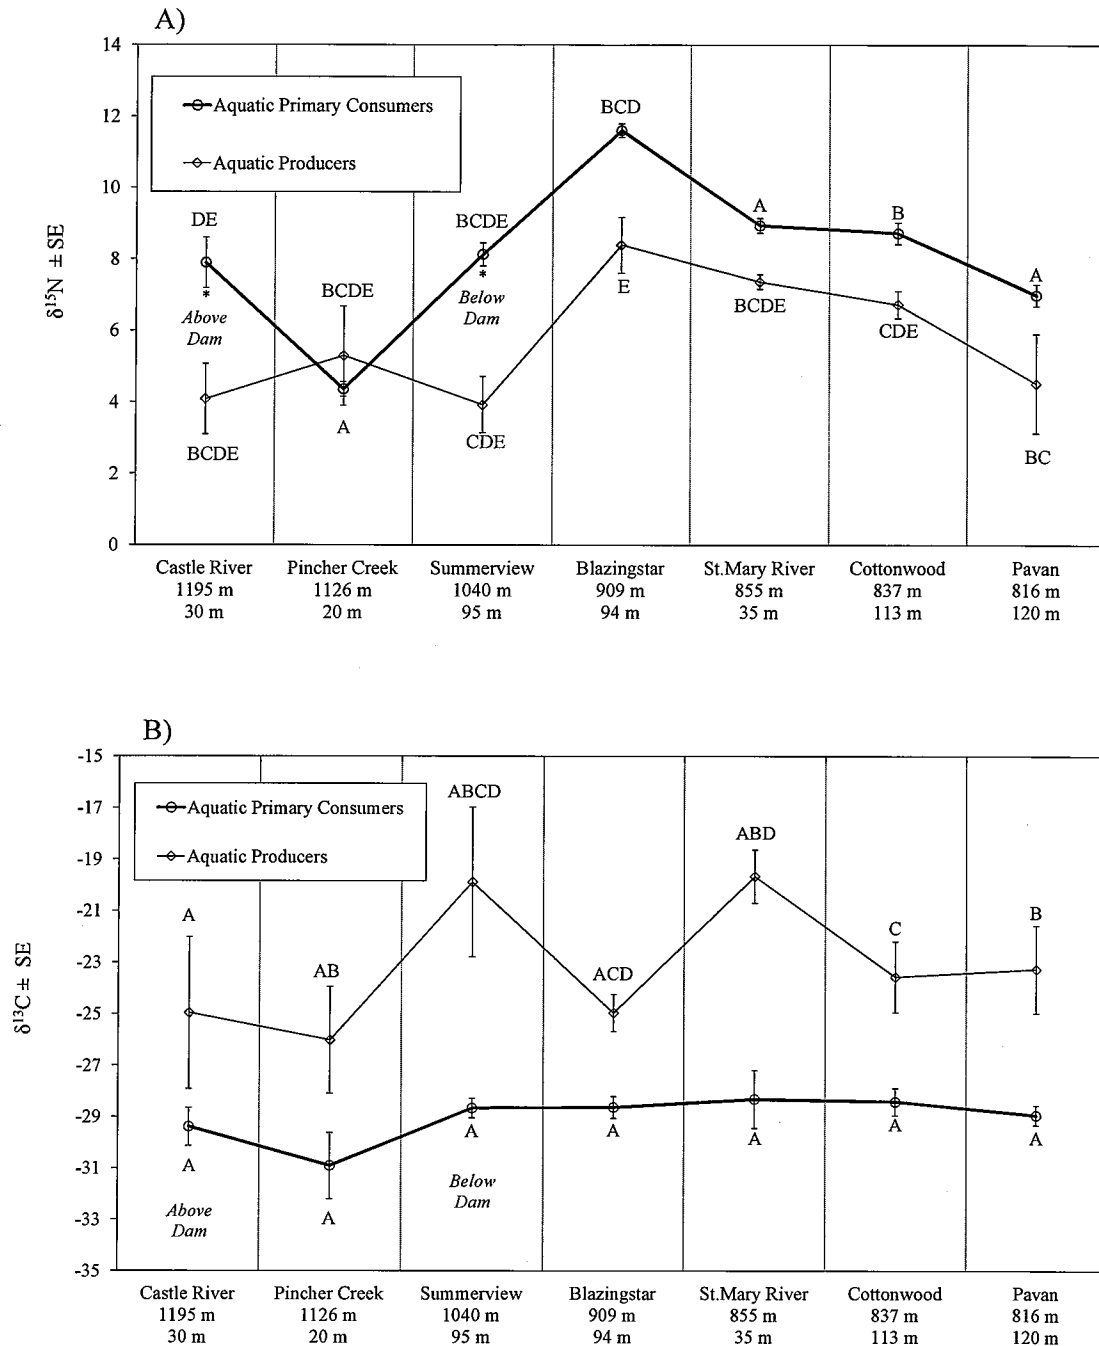 A)
14
12
10
8
6
4
2
0
δ15N ± SE
Aquatic Primary Consumers
Aquatic Producers
DE
*
Above
Dam
BCDE
BCDE
A
BCDE
*
Below
Dam
CDE
BCD
E
A
BCDE
B
CDE
A
BC
Castle River Pincher Creek Summerview Blazingstar St.Mary River Cottonwood Pavan
1195 m 1126 m 1040 m 909 m 855 m 837 m 816 m
30 m 20 m 95 m 94 m 35 m 113 m 120 m
B)
-15
-17
-19
-21
-23
-25
-27
-29
-31
-33
-35
δ13C ± SE
Aquatic Primary Consumers
Aquatic Producers
A
A
Above
Dam
AB
A
ABCD
A
Below
Dam
ACD
A
ABD
A
C
A
B
A
Castle River Pincher Creek Summerview Blazingstar St.Mary River Cottonwood Pavan
1195 m 1126 m 1040 m 909 m 855 m 837 m 816 m
30 m 20 m 95 m 94 m 35 m 113 m 120 m